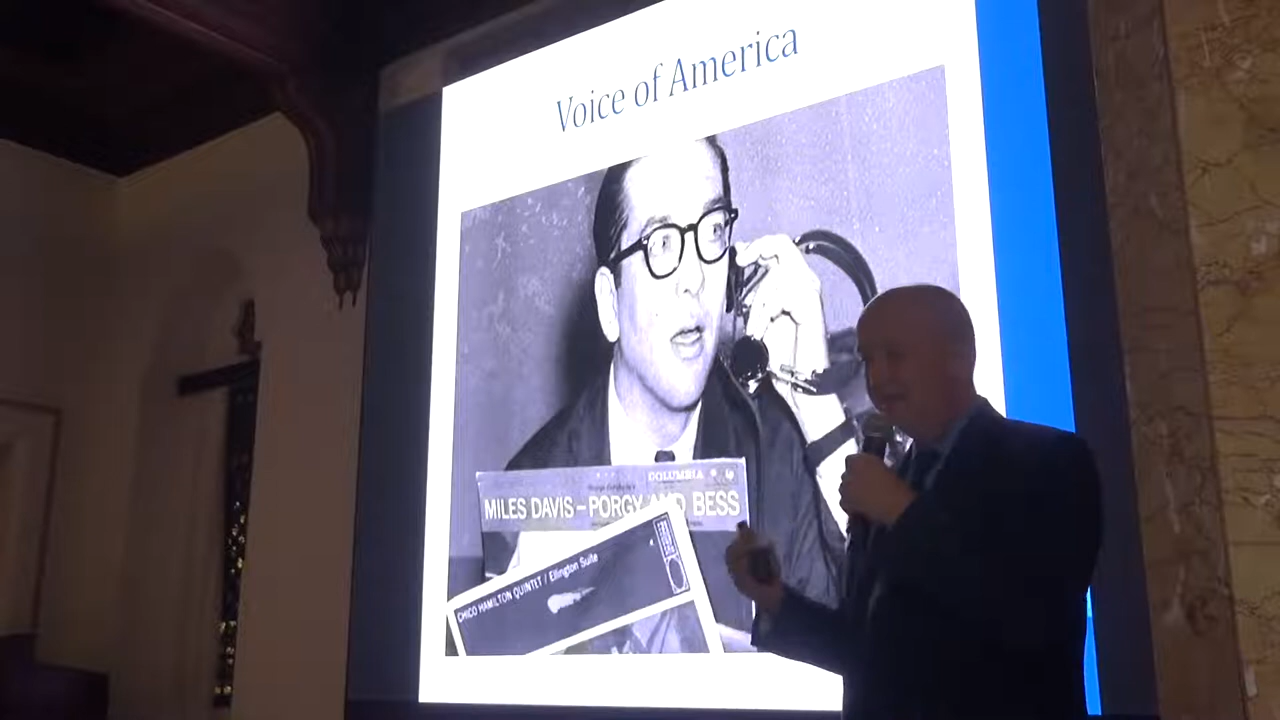 Voice of America
COLUMBIA
MILES DAVIS – PORGY AND BESS
CHICO HAMILTON QUINTET / Ellington Suite